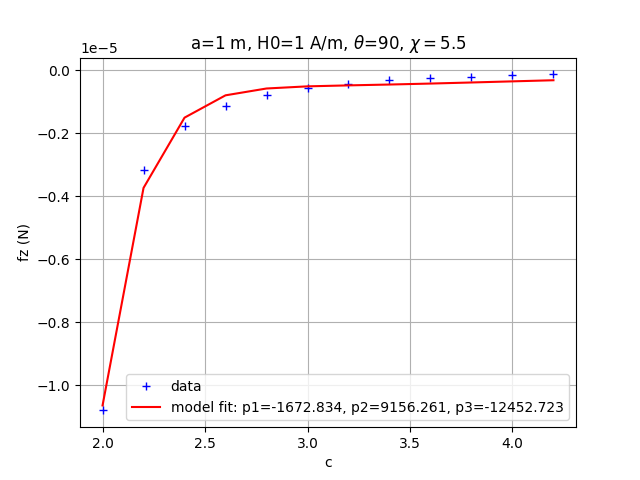 a=1 m, H0=1 A/m, θ=90, χ = 5.5
1e−5
0.0
−0.2
−0.4
−0.6
−0.8
−1.0
fz (N)
data
model fit: p1=-1672.834, p2=9156.261, p3=-12452.723
2.0 2.5 3.0 3.5 4.0
c